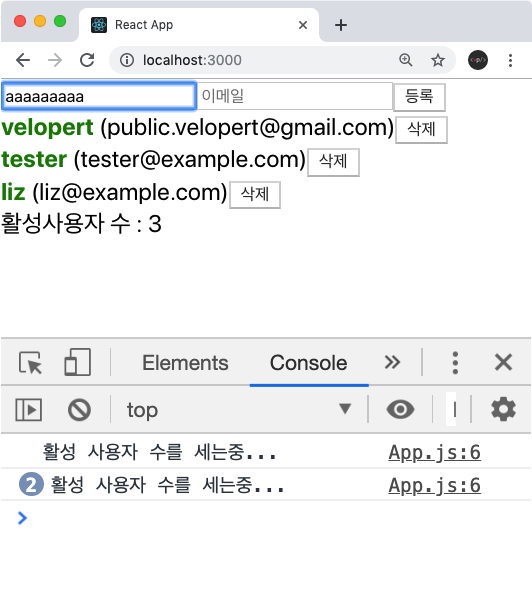 React App
localhost:3000
aaaaaaaaa 이메일 등록
velopert (public.velopert@gmail.com) 삭제
tester (tester@example.com) 삭제
liz (liz@example.com) 삭제
활성사용자 수 : 3
Elements Console
top
활성 사용자 수를 세는중... App.js:6
2 활성 사용자 수를 세는중... App.js:6